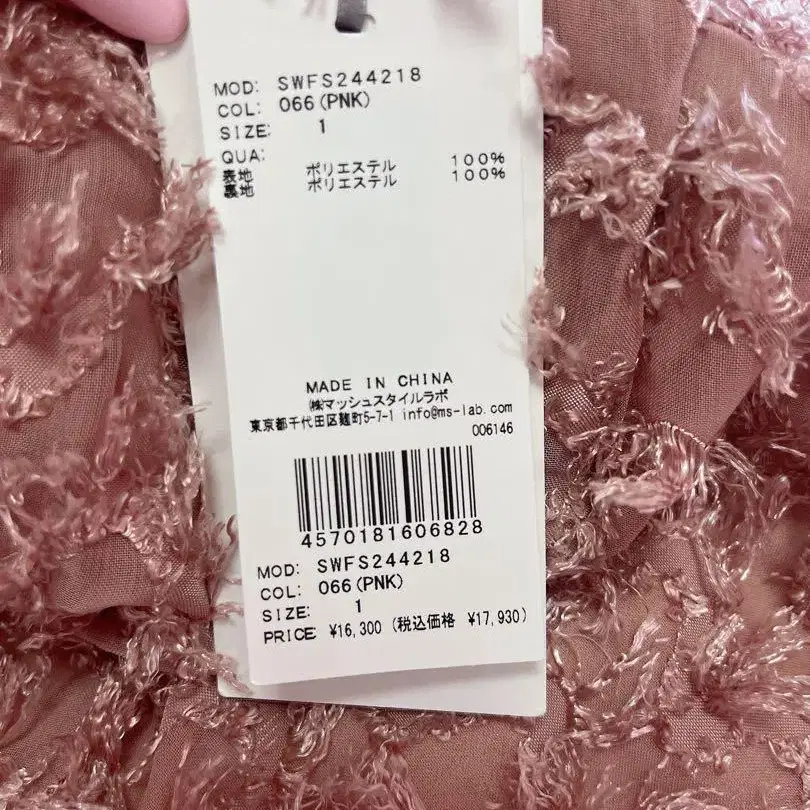 MOD: SWFS244218
COL: 066(PNK)
SIZE: 1
QUA:
表地 ポリエステル 100%
裏地 ポリエステル 100%
MADE IN CHINA
㈱マッシュスタイルラボ
東京都千代田区麹町5-7-1 info@ms-lab.com
006146
4570181606828
MOD: SWFS244218
COL: 066(PNK)
SIZE: 1
PRICE ¥16,300 (税込価格 ¥17,930)